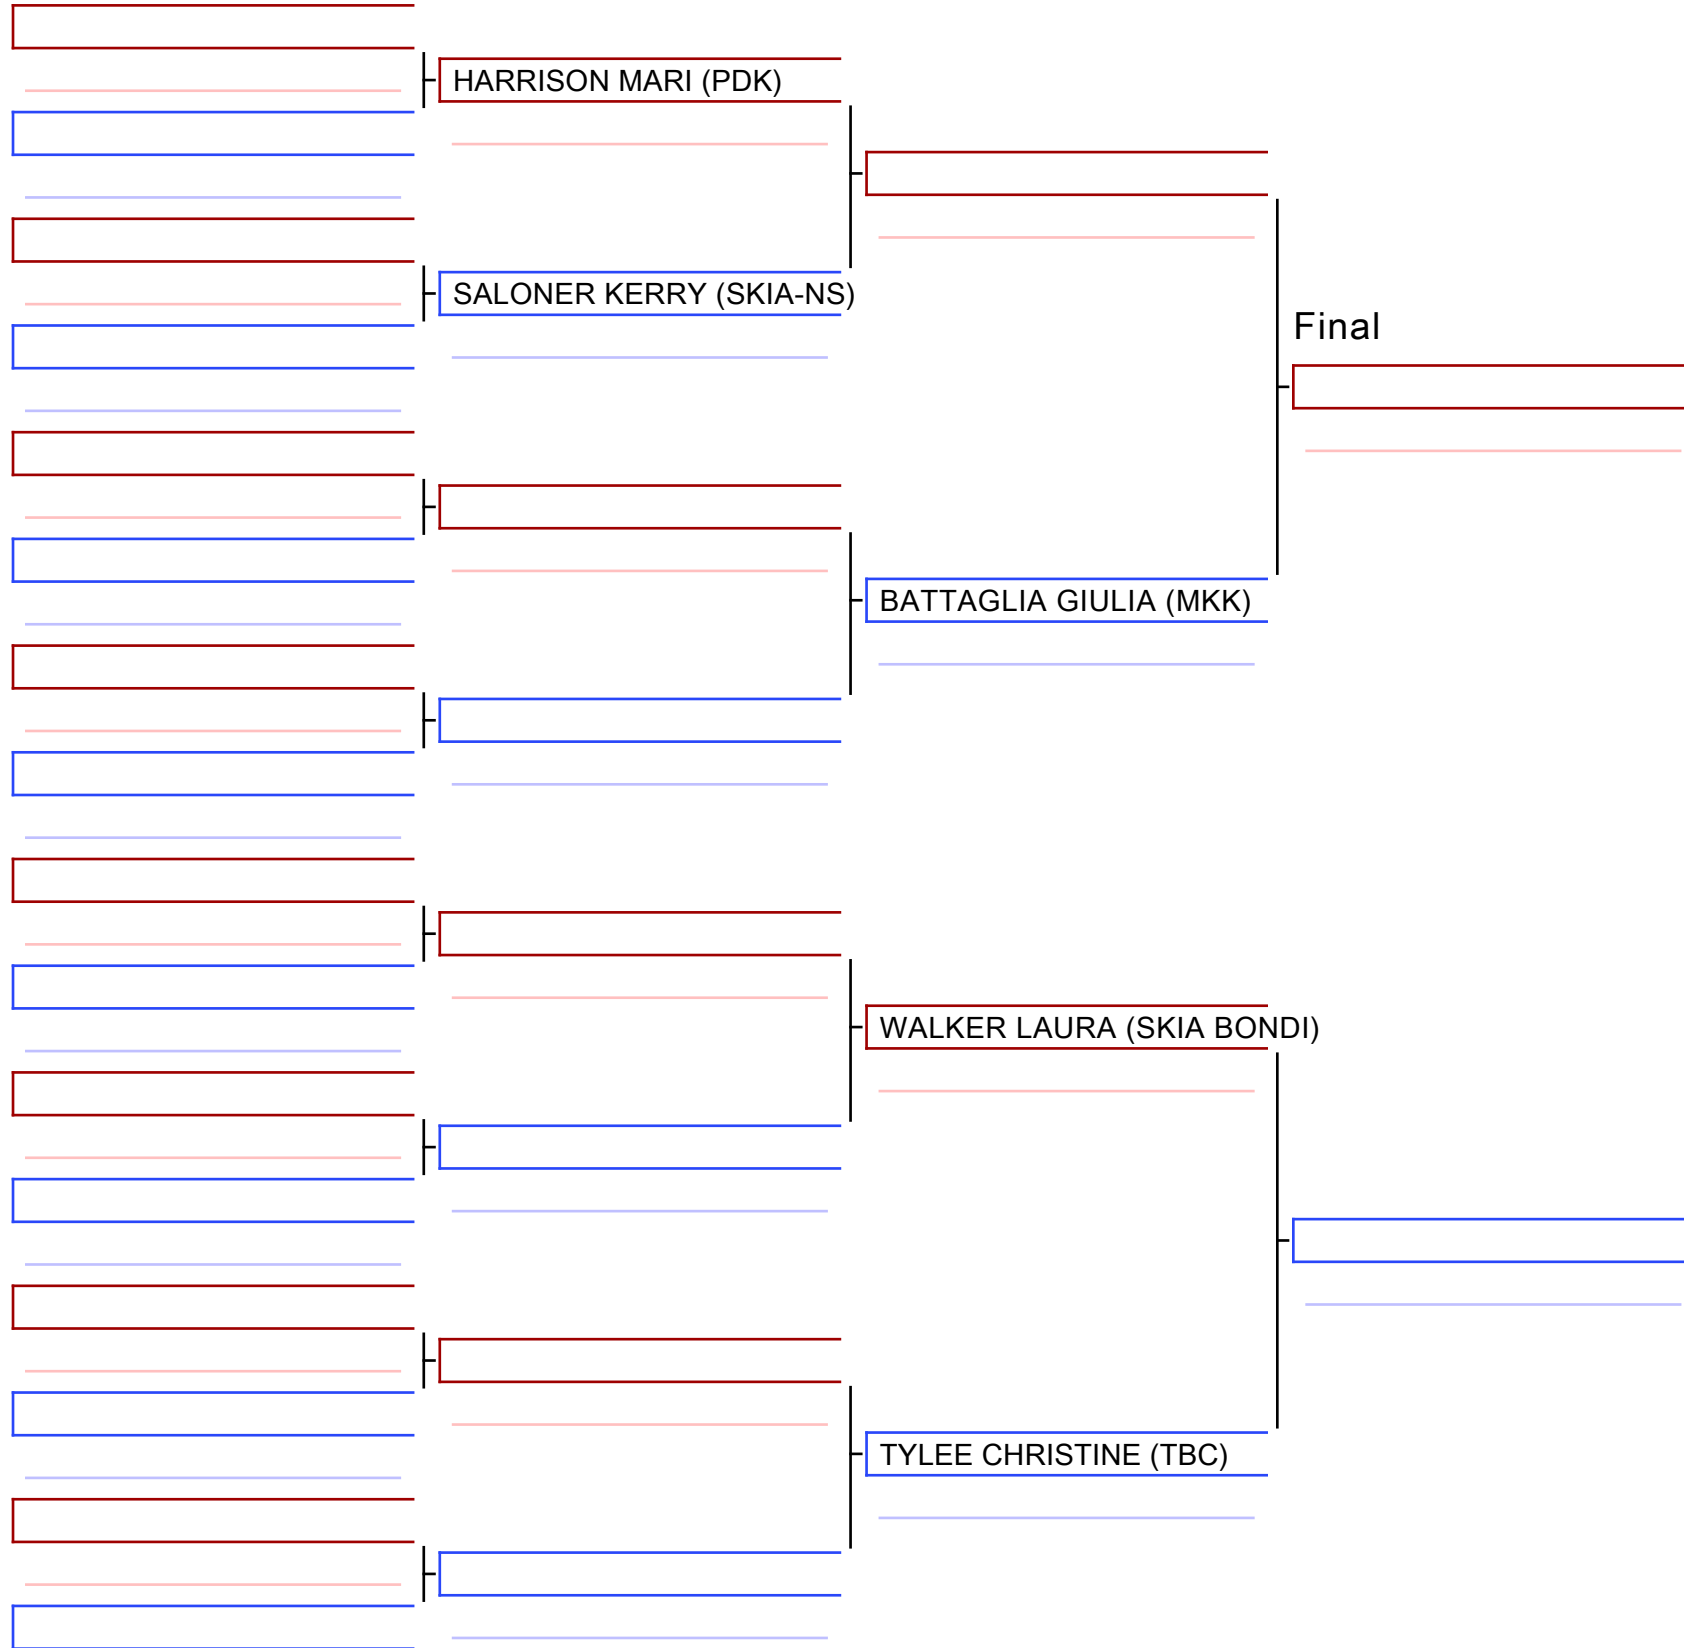 HARRISON MARI (PDK)
SALONER KERRY (SKIA-NS)
Final
BATTAGLIA GIULIA (MKK)
WALKER LAURA (SKIA BONDI)
TYLEE CHRISTINE (TBC)